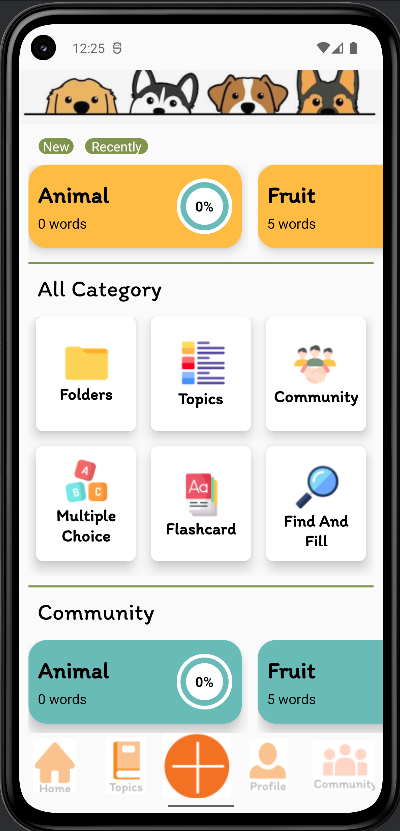 12:25
New Recently
Animal
0 words
0%
Fruit
5 words
All Category
Folders
Topics
Community
A
B C
Multiple
Choice
Aa
Flashcard
Find And
Fill
Community
Animal
0 words
0%
Fruit
5 words
Home
Topics
Profile
Community